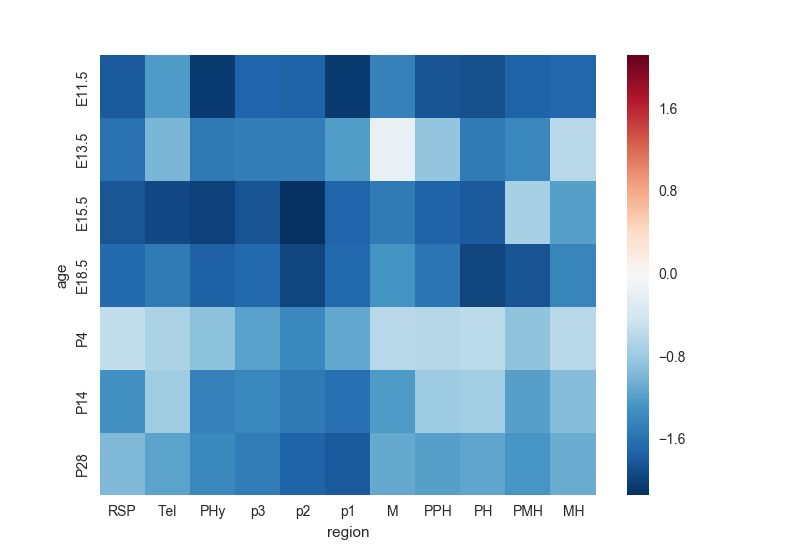 E11.5
E13.5
E15.5
E18.5
P4
P14
P28
age
RSP Tel PHy p3 p2 p1 M PPH PH PMH MH
region
1.6
0.8
0.0
−0.8
−1.6